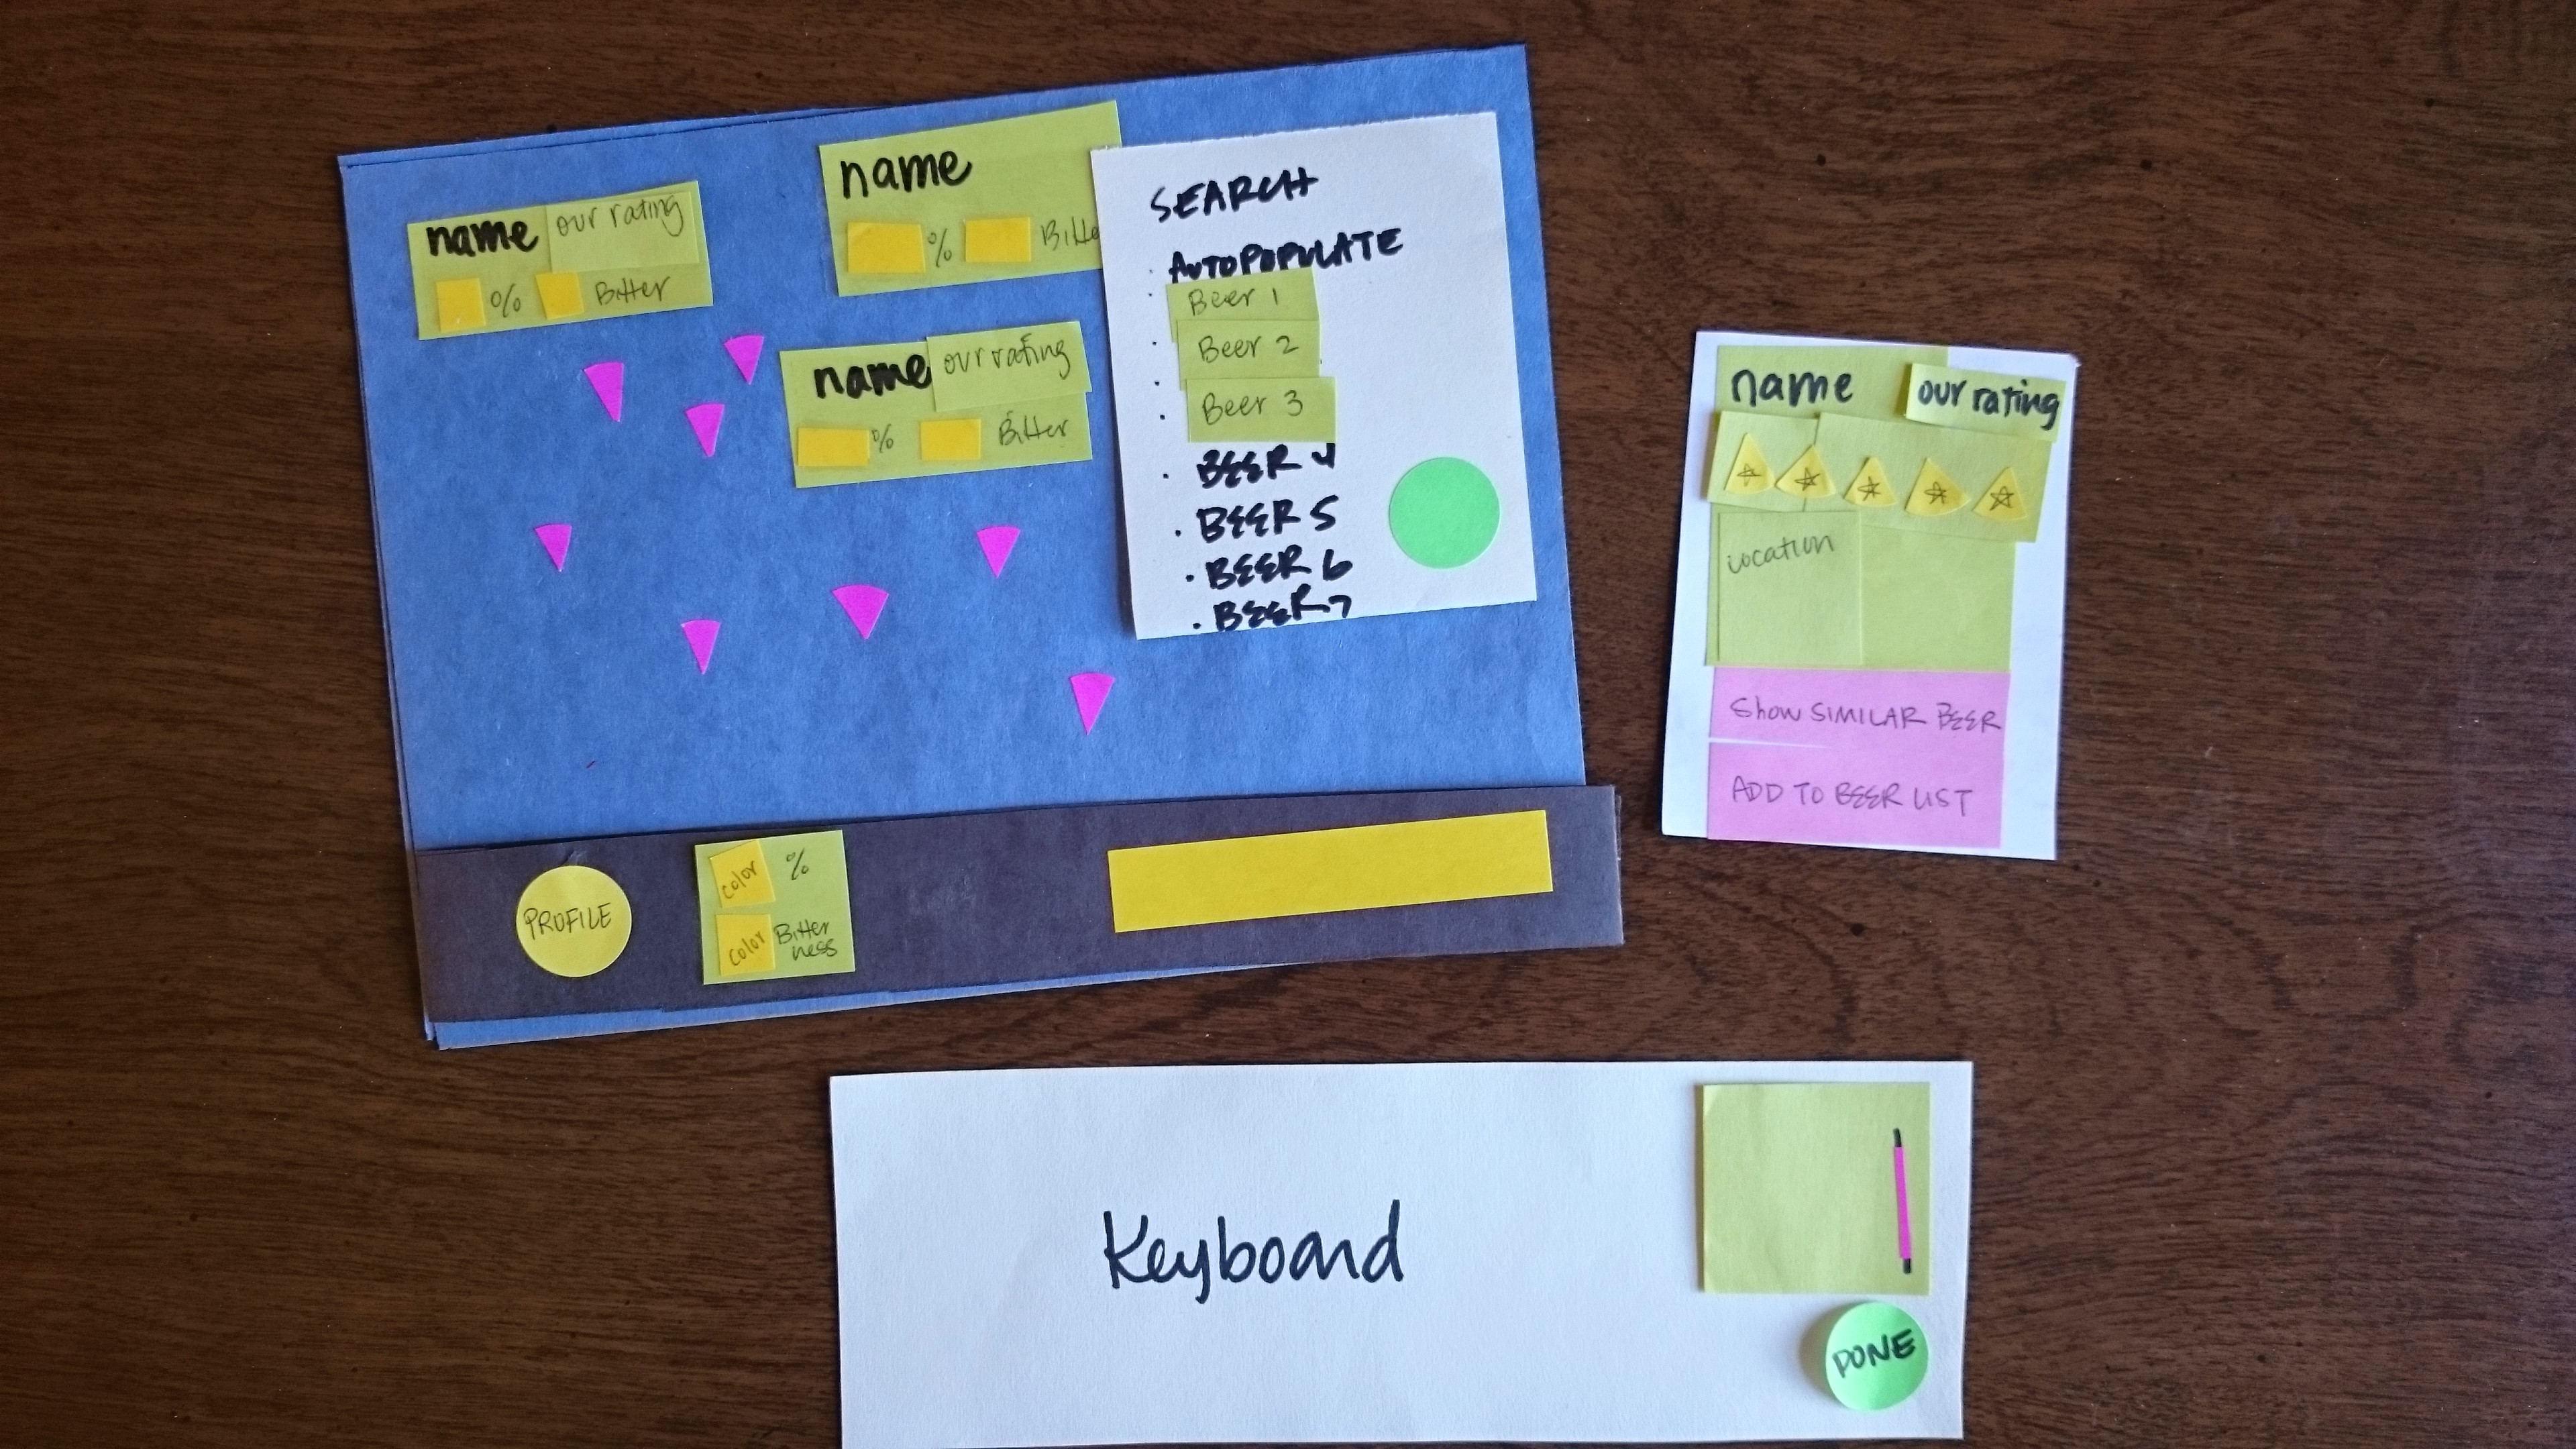 name our rating
% Bitter
name
% Bitte
name our rating
% Bitter
SEARCH
· AUTOPOPULATE
· Beer 1
· Beer 2
· Beer 3
· BEER 4
· BEER 5
· BEER 6
· BEER 7
PROFILE
color %
color Bitter
ness
name our rating
location
Show SIMILAR BEER
ADD TO BEER LIST
Keyboard
DONE